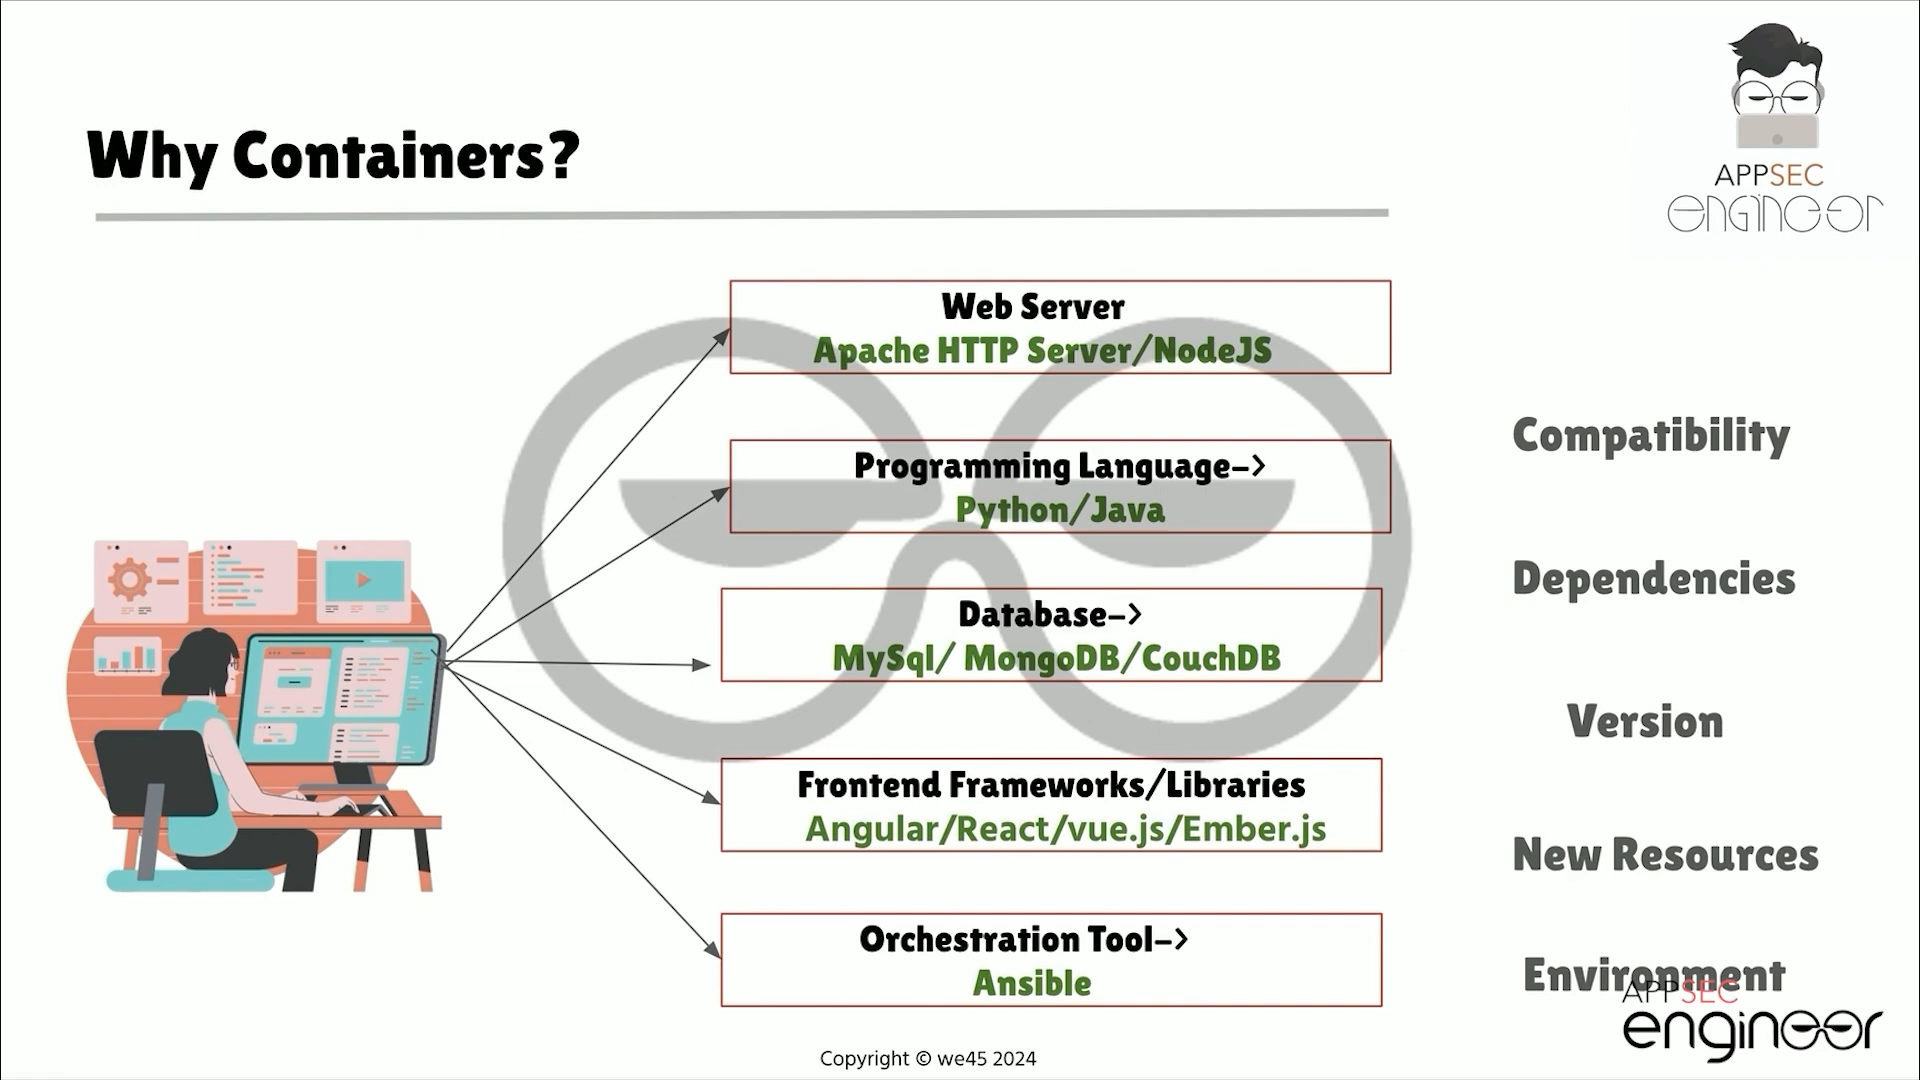 APPSEC
engineer
Why Containers?
Web Server
Apache HTTP Server/NodeJS
Programming Language->
Python/Java
Database->
MySql/ MongoDB/CouchDB
Frontend Frameworks/Libraries
Angular/React/vue.js/Ember.js
Orchestration Tool->
Ansible
Compatibility
Dependencies
Version
New Resources
Environment
APPSEC
engineer
Copyright © we45 2024